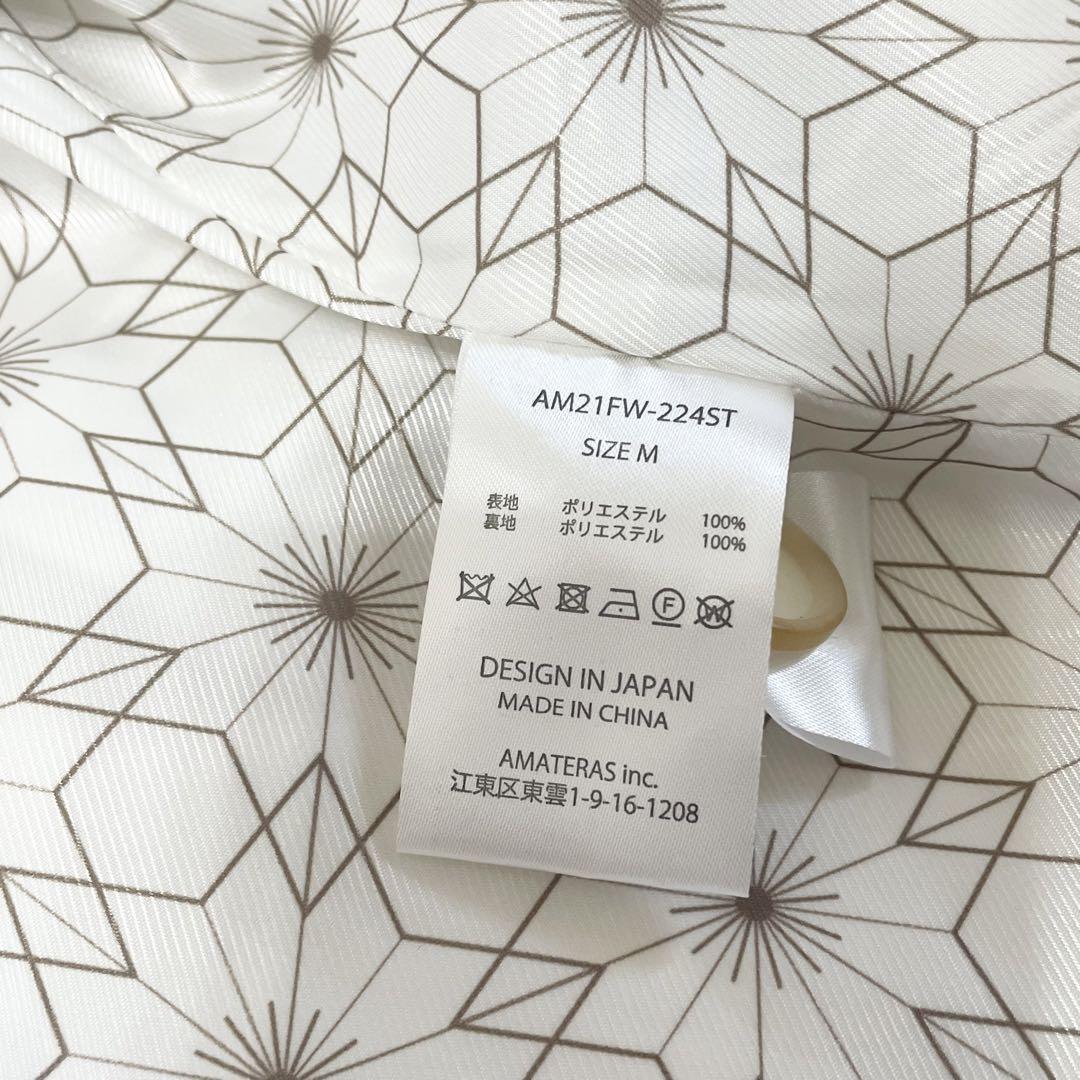 AM21FW-224ST
SIZE M
表地 ポリエステル 100%
裏地 ポリエステル 100%
F W
DESIGN IN JAPAN
MADE IN CHINA
AMATERAS inc.
江東区東雲1-9-16-1208